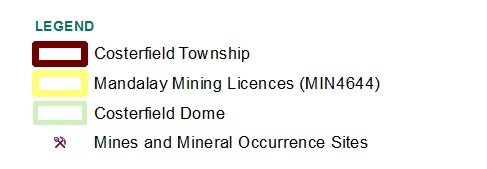 LEGEND
Costerfield Township
Mandalay Mining Licences (MIN4644)
Costerfield Dome
Mines and Mineral Occurrence Sites